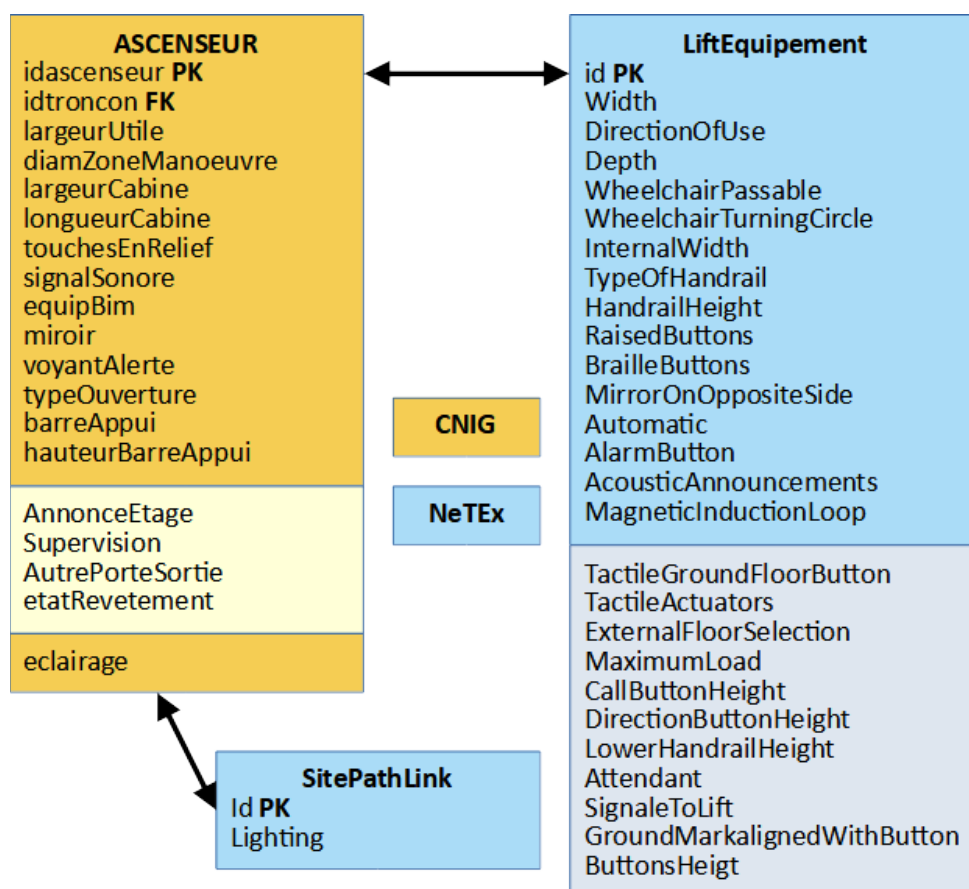 ASCENSEUR
idascenseur PK
idtroncon FK
largeurUtile
diamZoneManoeuvre
largeurCabine
longueurCabine
touchesEnRelief
signalSonore
equipBim
miroir
voyantAlerte
typeOuverture
barreAppui
hauteurBarreAppui
AnnonceEtage
Supervision
AutrePorteSortie
etatRevetement
eclairage
CNIG
NeTEx
SitePathLink
Id PK
Lighting
LiftEquipement
id PK
Width
DirectionOfUse
Depth
WheelchairPassable
WheelchairTurningCircle
InternalWidth
TypeOfHandrail
HandrailHeight
RaisedButtons
BrailleButtons
MirrorOnOppositeSide
Automatic
AlarmButton
AcousticAnnouncements
MagneticInductionLoop
TactileGroundFloorButton
TactileActuators
ExternalFloorSelection
MaximumLoad
CallButtonHeight
DirectionButtonHeight
LowerHandrailHeight
Attendant
SignaleToLift
GroundMarkalignedWithButton
ButtonsHeigt